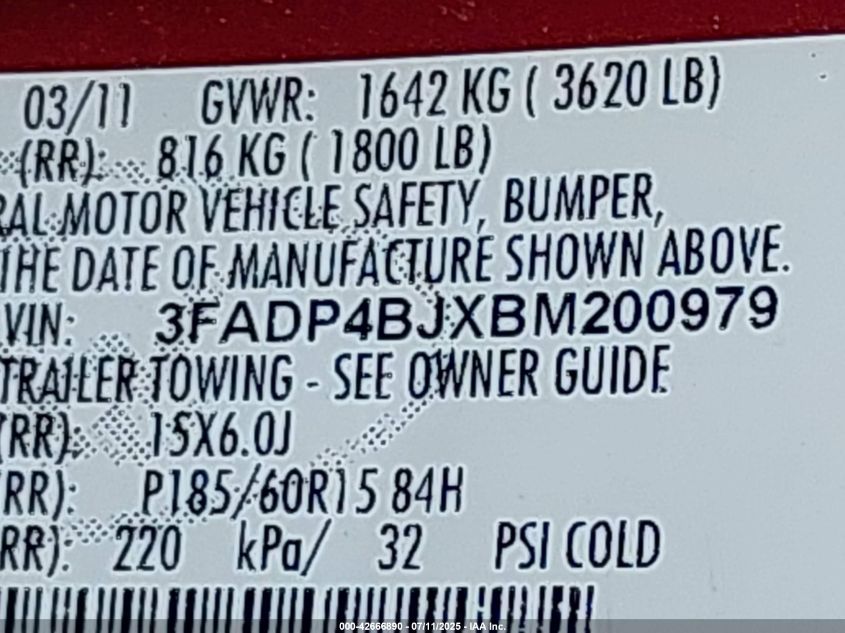 03/11 GVWR: 1642 KG ( 3620 LB)
(RR): 816 KG ( 1800 LB)
RAL MOTOR VEHICLE SAFETY, BUMPER,
THE DATE OF MANUFACTURE SHOWN ABOVE.
VIN: 3FADP4BJXBM200979
TRAILER TOWING - SEE OWNER GUIDE
(RR): 15X6.0J
(RR): P185/60R15 84H
RR): 220 kPa/ 32 PSI COLD
000-42666890 - 07/11/2025 - IAA Inc.